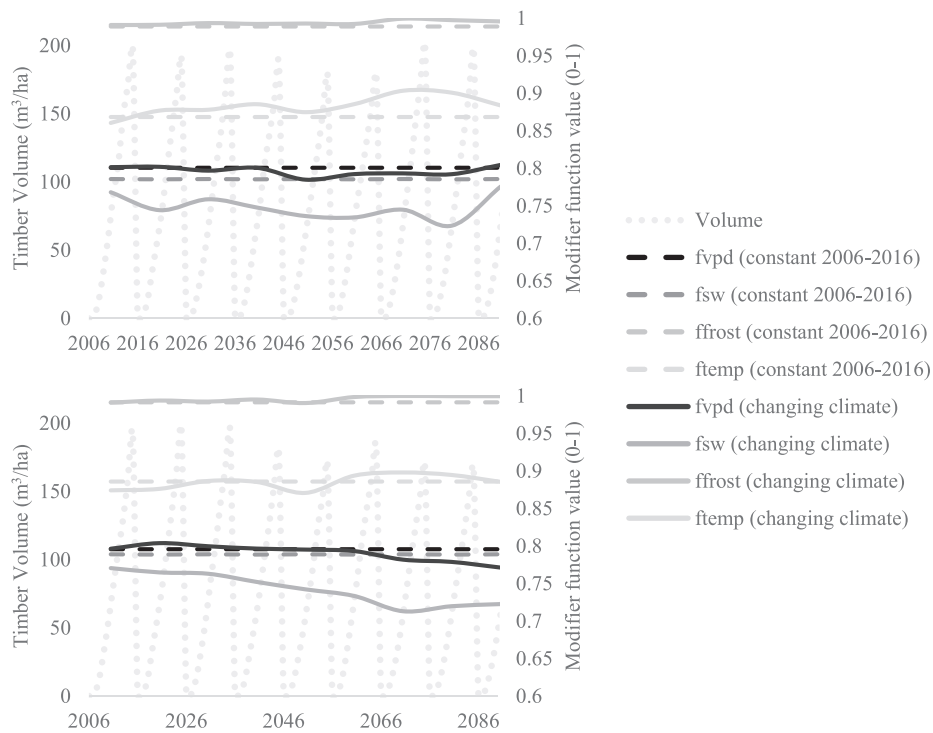 Timber Volume (m³/ha)
200
150
100
50
0
1
0.95
0.9
0.85
0.8
0.75
0.7
0.65
0.6
Modifier function value (0-1)
2006 2016 2026 2036 2046 2056 2066 2076 2086
Volume
fvpd (constant 2006-2016)
fsw (constant 2006-2016)
ffrost (constant 2006-2016)
ftemp (constant 2006-2016)
fvpd (changing climate)
fsw (changing climate)
ffrost (changing climate)
ftemp (changing climate)
Timber Volume (m³/ha)
200
150
100
50
0
1
0.95
0.9
0.85
0.8
0.75
0.7
0.65
0.6
Modifier function value (0-1)
2006 2026 2046 2066 2086